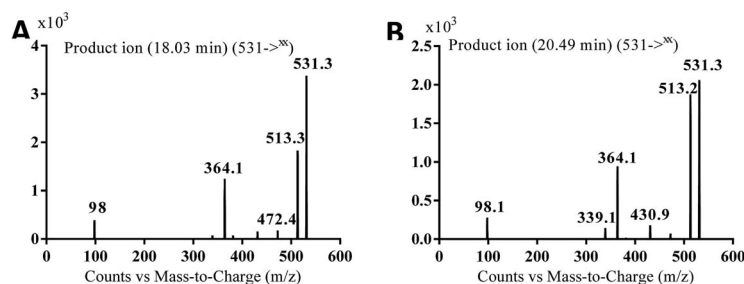 A
x10³
Product ion (18.03 min) (531->xx)
4
3
2
1
0
531.3
513.3
364.1
472.4
98
0 100 200 300 400 500 600
Counts vs Mass-to-Charge (m/z)
B
x10³
Product ion (20.49 min) (531->xx)
2.5
2.0
1.5
1.0
0.5
0.0
531.3
513.2
364.1
339.1
430.9
98.1
0 100 200 300 400 500 600
Counts vs Mass-to-Charge (m/z)